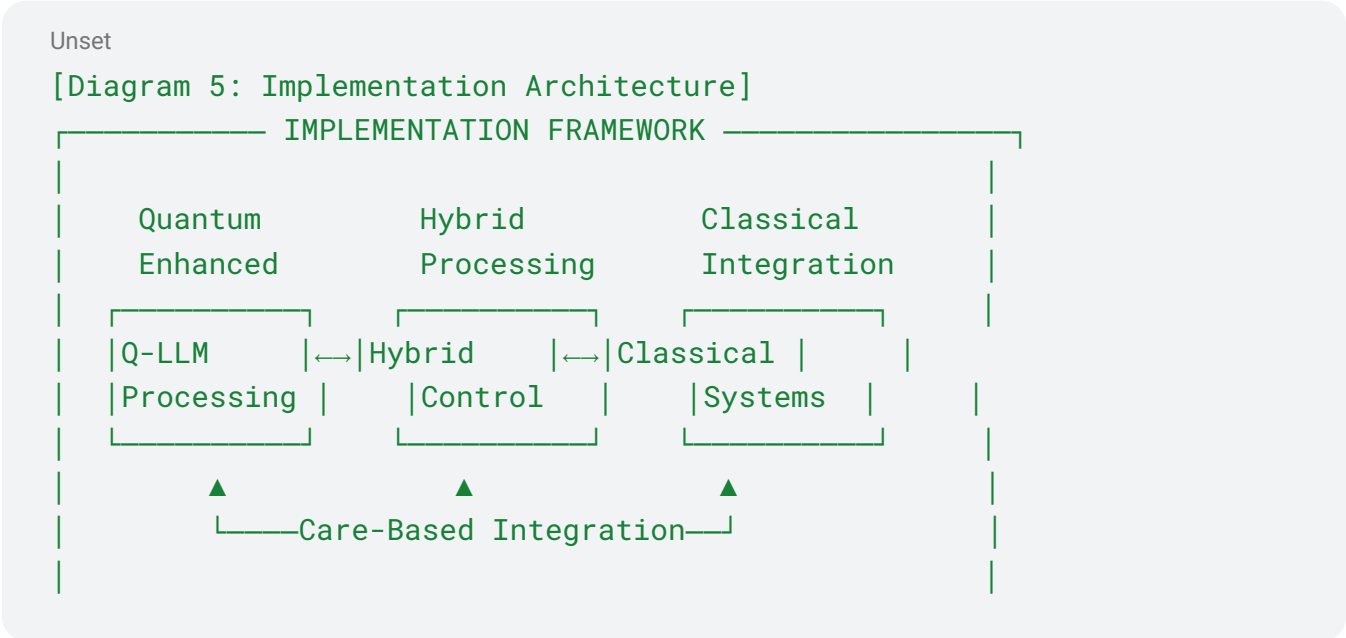 Unset
[Diagram 5: Implementation Architecture]
┌─────────── IMPLEMENTATION FRAMEWORK ────────────────┐
│                                                    │
│    Quantum         Hybrid          Classical       │
│    Enhanced        Processing      Integration     │
│  ┌───────────┐    ┌───────────┐    ┌───────────┐     │
│  │Q-LLM     │←→│Hybrid    │←→│Classical │     │
│  │Processing │    │Control   │    │Systems  │     │
│  └───────────┘    └───────────┘    └───────────┘     │
│        ▲             ▲              ▲              │
│        └────Care-Based Integration──┘              │
│                                                    │